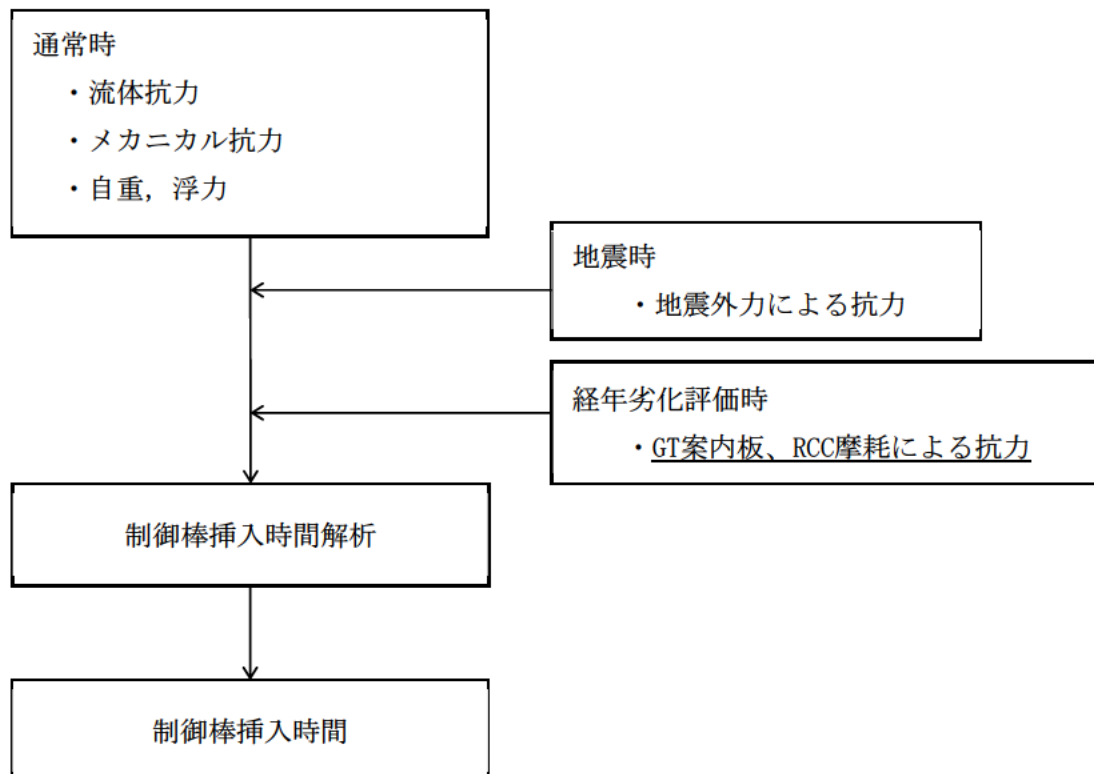 通常時
・流体抗力
・メカニカル抗力
・自重，浮力
地震時
・地震外力による抗力
経年劣化評価時
・GT案内板、RCC摩耗による抗力
制御棒挿入時間解析
制御棒挿入時間